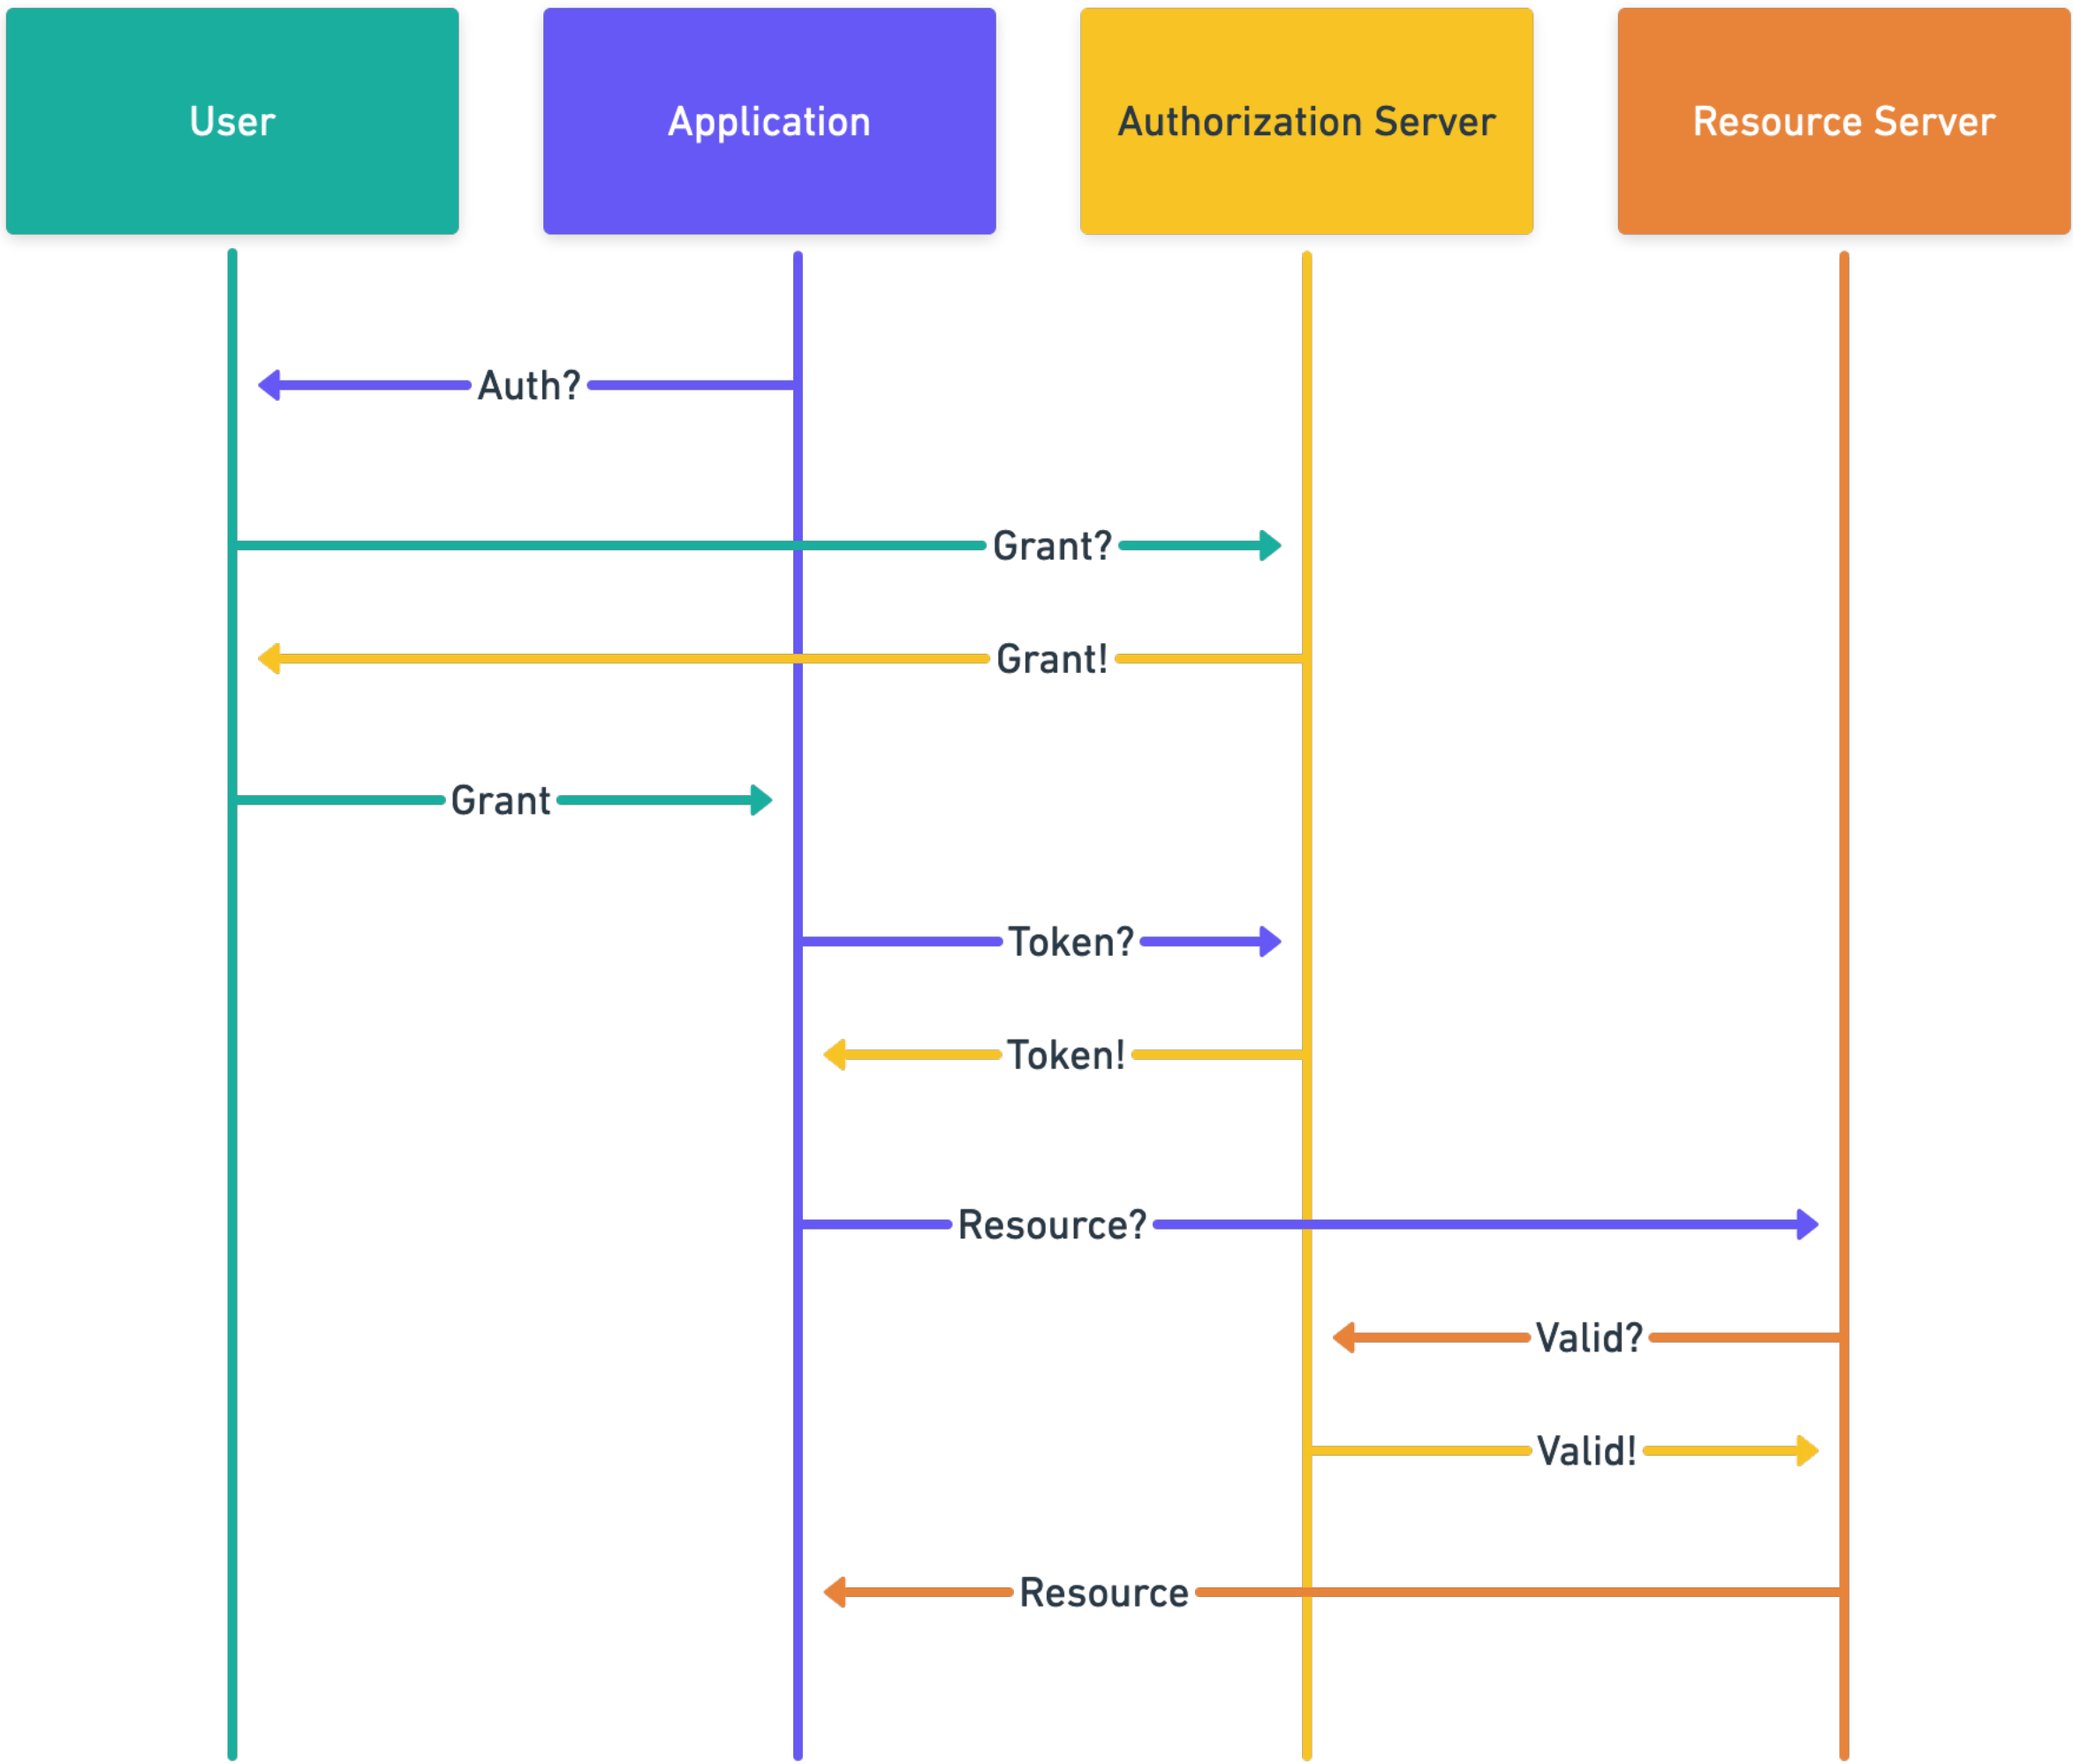 User
Application
Authorization Server
Resource Server
Auth?
Grant?
Grant!
Grant
Token?
Token!
Resource?
Valid?
Valid!
Resource